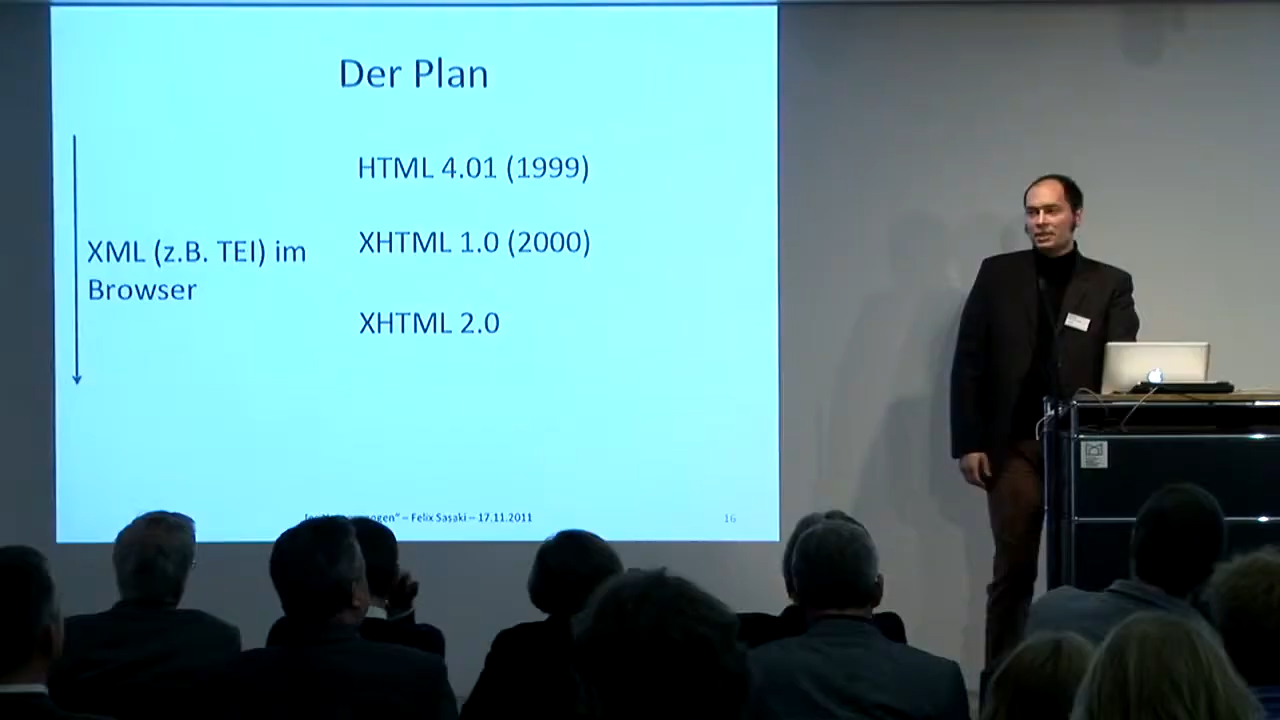 Der Plan
HTML 4.01 (1999)
XML (z.B. TEI) im
Browser
XHTML 1.0 (2000)
XHTML 2.0
– Felix Sasaki – 17.11.2011
16